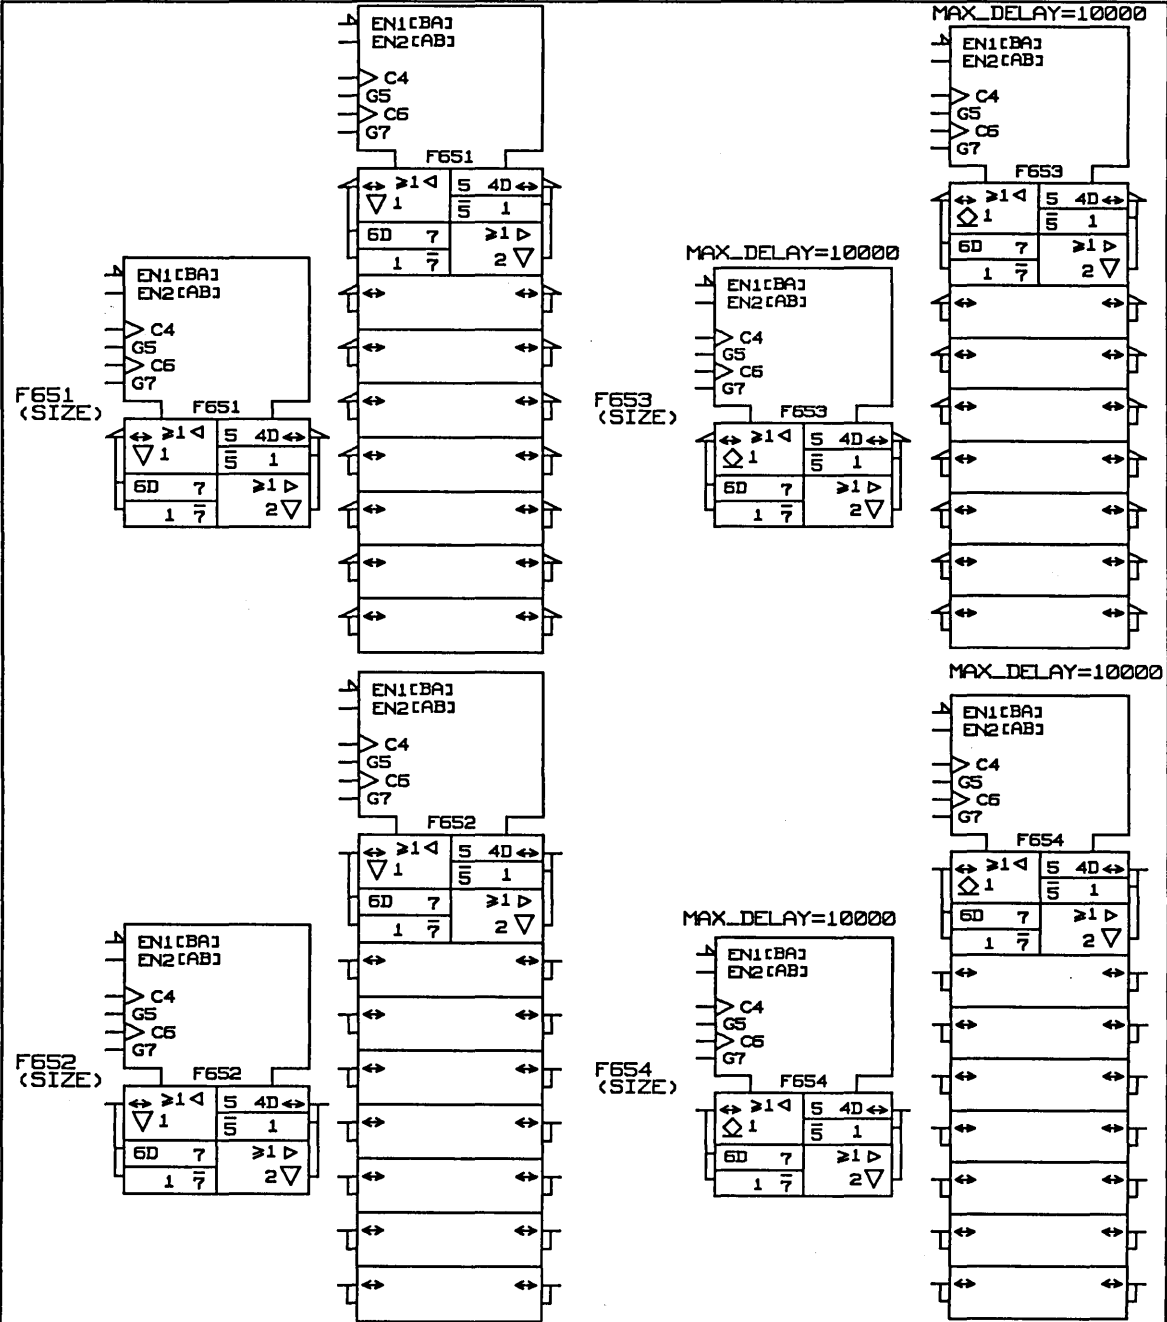 EN1[BA]
EN2[AB]
C4
G5
C6
G7
F651
≥1 5 4D
1 5̅ 1
6D 7 ≥1
1 7̅ 2
MAX_DELAY=10000
EN1[BA]
EN2[AB]
C4
G5
C6
G7
F653
≥1 5 4D
1 5̅ 1
6D 7 ≥1
1 7̅ 2
F651
(SIZE)
EN1[BA]
EN2[AB]
C4
G5
C6
G7
F651
≥1 5 4D
1 5̅ 1
6D 7 ≥1
1 7̅ 2
F653
(SIZE)
MAX_DELAY=10000
EN1[BA]
EN2[AB]
C4
G5
C6
G7
F653
≥1 5 4D
1 5̅ 1
6D 7 ≥1
1 7̅ 2
EN1[BA]
EN2[AB]
C4
G5
C6
G7
F652
≥1 5 4D
1 5̅ 1
6D 7 ≥1
1 7̅ 2
MAX_DELAY=10000
EN1[BA]
EN2[AB]
C4
G5
C6
G7
F654
≥1 5 4D
1 5̅ 1
6D 7 ≥1
1 7̅ 2
F652
(SIZE)
EN1[BA]
EN2[AB]
C4
G5
C6
G7
F652
≥1 5 4D
1 5̅ 1
6D 7 ≥1
1 7̅ 2
F654
(SIZE)
MAX_DELAY=10000
EN1[BA]
EN2[AB]
C4
G5
C6
G7
F654
≥1 5 4D
1 5̅ 1
6D 7 ≥1
1 7̅ 2